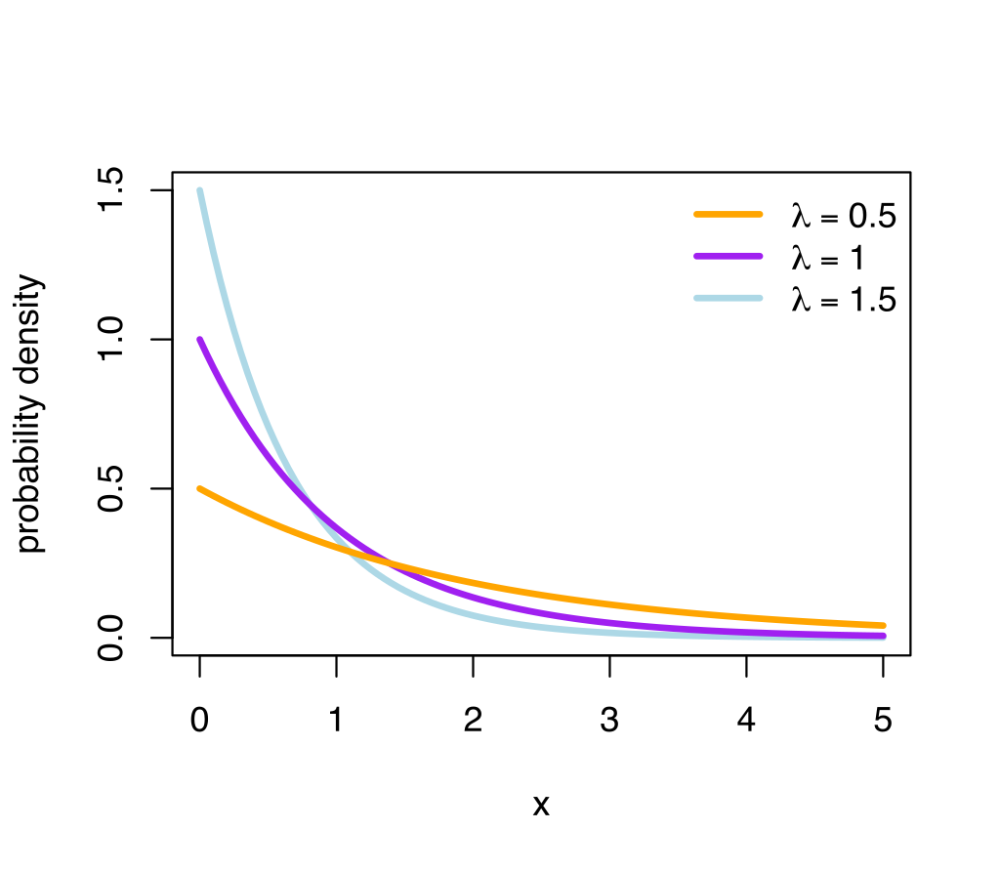 λ = 0.5
λ = 1
λ = 1.5
probability density
1.5
1.0
0.5
0.0
0 1 2 3 4 5
x